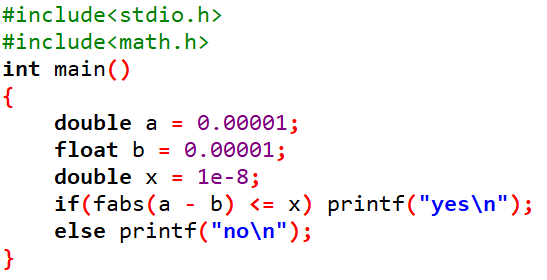 #include<stdio.h>
#include<math.h>
int main()
{
    double a = 0.00001;
    float b = 0.00001;
    double x = 1e-8;
    if(fabs(a - b) <= x) printf("yes\n");
    else printf("no\n");
}